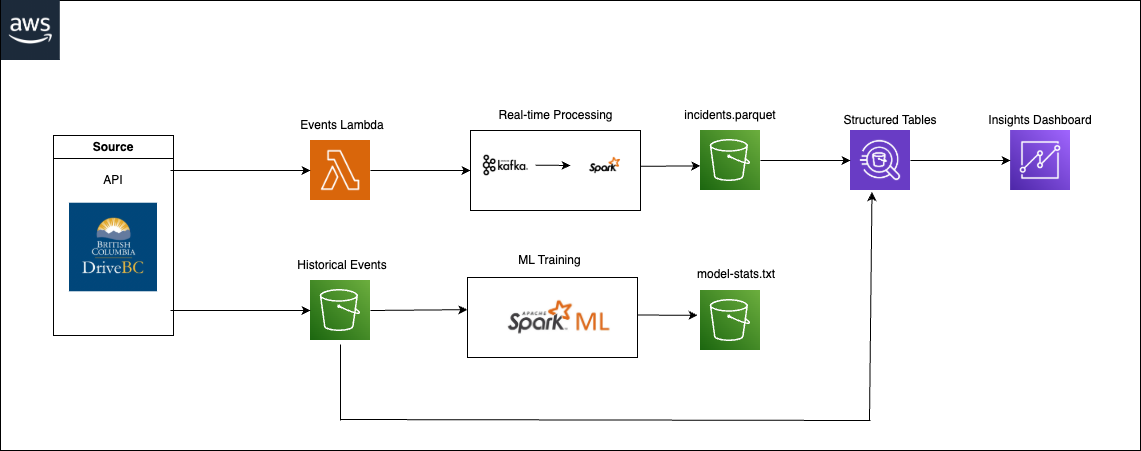 aws
Source
API
BRITISH
COLUMBIA
DriveBC
Events Lambda
Real-time Processing
kafka.
Spark
incidents.parquet
Structured Tables
Insights Dashboard
Historical Events
ML Training
APACHE
Spark ML
model-stats.txt